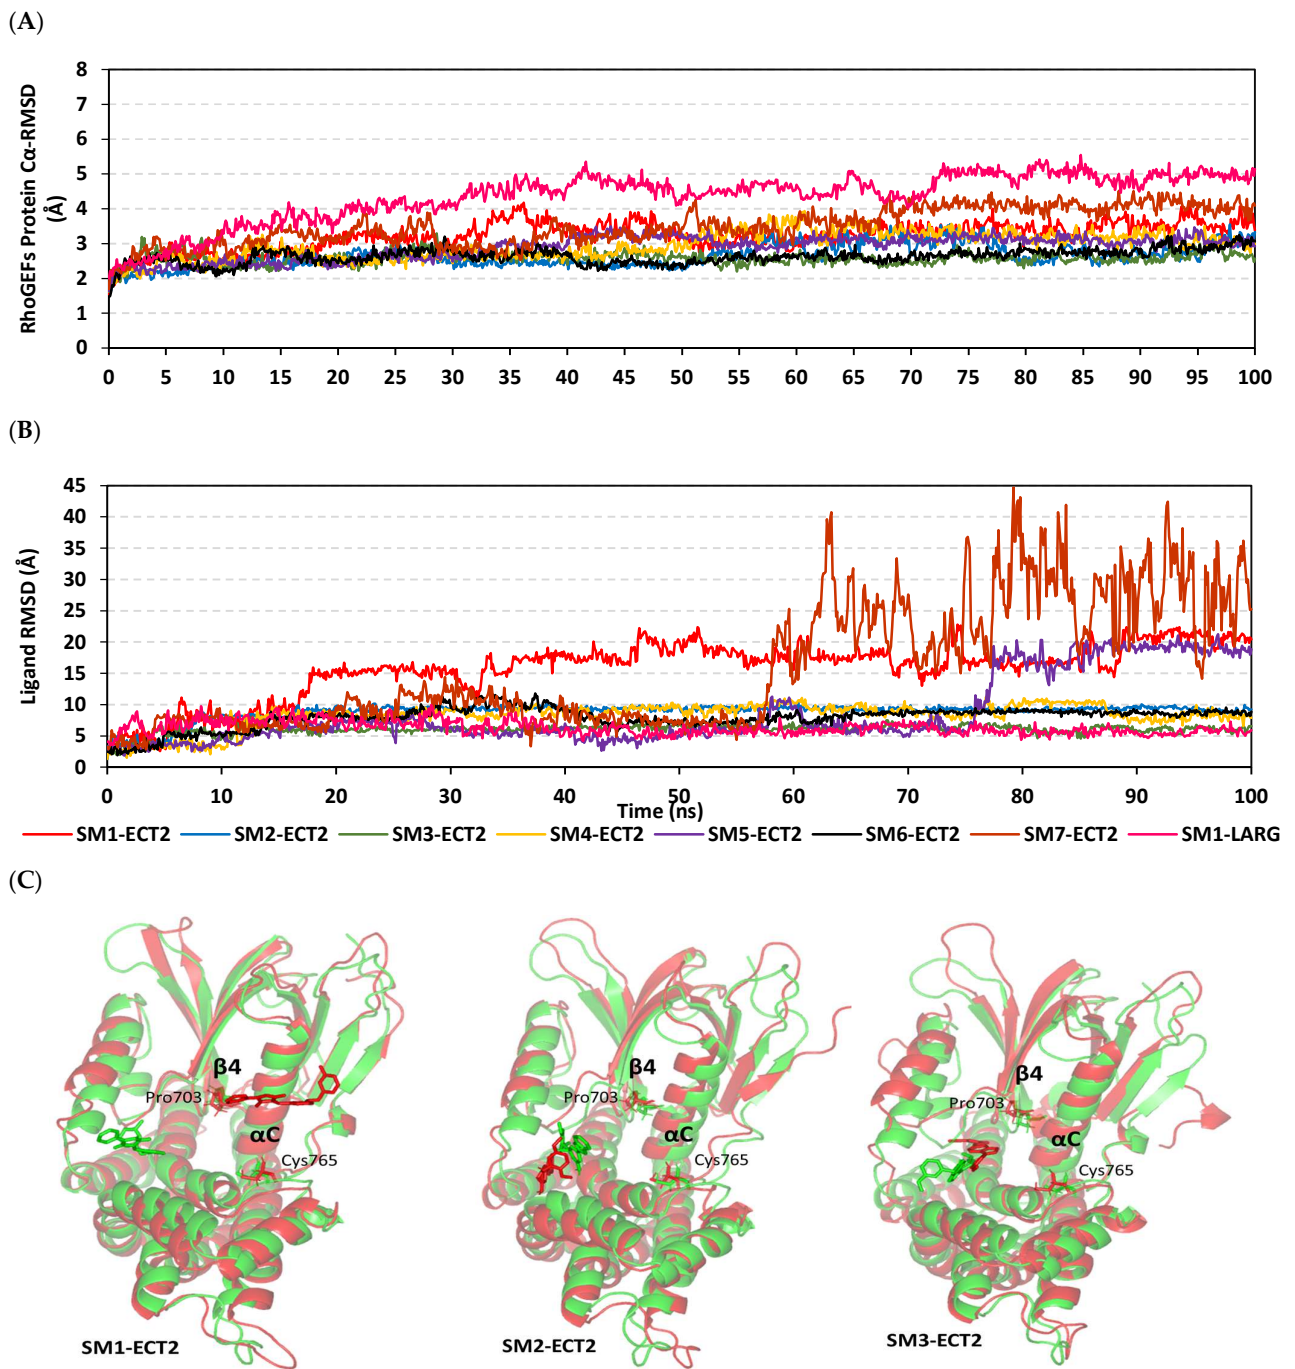 (A)
RhoGEFs Protein Cα-RMSD
(Å)
8
7
6
5
4
3
2
1
0
0 5 10 15 20 25 30 35 40 45 50 55 60 65 70 75 80 85 90 95 100
(B)
Ligand RMSD (Å)
45
40
35
30
25
20
15
10
5
0
0 10 20 30 40 50 60 70 80 90 100
Time (ns)
SM1-ECT2 SM2-ECT2 SM3-ECT2 SM4-ECT2 SM5-ECT2 SM6-ECT2 SM7-ECT2 SM1-LARG
(C)
β4 β4 β4
Pro703 Pro703 Pro703
αC αC αC
Cys765 Cys765 Cys765
SM1-ECT2 SM2-ECT2 SM3-ECT2